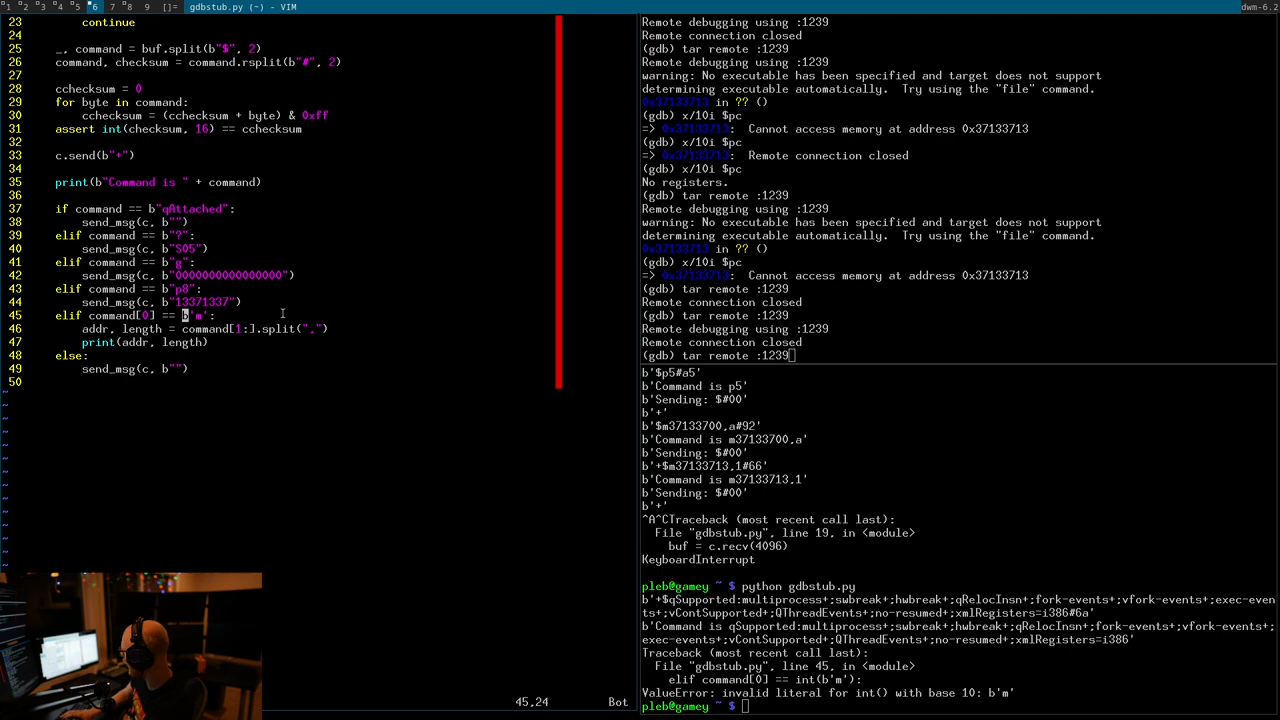 1 2 3 4 5 6 7 8 9 []= gdbstub.py (~) - VIM dwm-6.2
23 continue
24
25 _, command = buf.split(b"$", 2)
26 command, checksum = command.rsplit(b"#", 2)
27
28 cchecksum = 0
29 for byte in command:
30 cchecksum = (cchecksum + byte) & 0xff
31 assert int(checksum, 16) == cchecksum
32
33 c.send(b"+")
34
35 print(b"Command is " + command)
36
37 if command == b"qAttached":
38 send_msg(c, b"")
39 elif command == b"?":
40 send_msg(c, b"S05")
41 elif command == b"g":
42 send_msg(c, b"0000000000000000")
43 elif command == b"p8":
44 send_msg(c, b"13371337")
45 elif command[0] == b'm':
46 addr, length = command[1:].split(",")
47 print(addr, length)
48 else:
49 send_msg(c, b"")
50
~
~
~
~
~
~
~
~
~
~
~
~
~
~
45,24 Bot
Remote debugging using :1239
Remote connection closed
(gdb) tar remote :1239
Remote debugging using :1239
warning: No executable has been specified and target does not support
determining executable automatically.  Try using the "file" command.
0x37133713 in ?? ()
(gdb) x/10i $pc
=> 0x37133713: Cannot access memory at address 0x37133713
(gdb) x/10i $pc
=> 0x37133713: Remote connection closed
(gdb) x/10i $pc
No registers.
(gdb) tar remote :1239
Remote debugging using :1239
warning: No executable has been specified and target does not support
determining executable automatically.  Try using the "file" command.
0x37133713 in ?? ()
(gdb) x/10i $pc
=> 0x37133713: Cannot access memory at address 0x37133713
(gdb) tar remote :1239
Remote connection closed
(gdb) tar remote :1239
Remote debugging using :1239
Remote connection closed
(gdb) tar remote :1239
b'$p5#a5'
b'Command is p5'
b'Sending: $#00'
b'+'
b'$m37133700,a#92'
b'Command is m37133700,a'
b'Sending: $#00'
b'+$m37133713,1#66'
b'Command is m37133713,1'
b'Sending: $#00'
b'+'
^A^CTraceback (most recent call last):
File "gdbstub.py", line 19, in <module>
buf = c.recv(4096)
KeyboardInterrupt
pleb@gamey ~ $ python gdbstub.py
b'+$qSupported:multiprocess+;swbreak+;hwbreak+;qRelocInsn+;fork-events+;vfork-events+;exec-even
ts+;vContSupported+;QThreadEvents+;no-resumed+;xmlRegisters=i386#6a'
b'Command is qSupported:multiprocess+;swbreak+;hwbreak+;qRelocInsn+;fork-events+;vfork-events+;
exec-events+;vContSupported+;QThreadEvents+;no-resumed+;xmlRegisters=i386'
Traceback (most recent call last):
File "gdbstub.py", line 45, in <module>
elif command[0] == int(b'm'):
ValueError: invalid literal for int() with base 10: b'm'
pleb@gamey ~ $